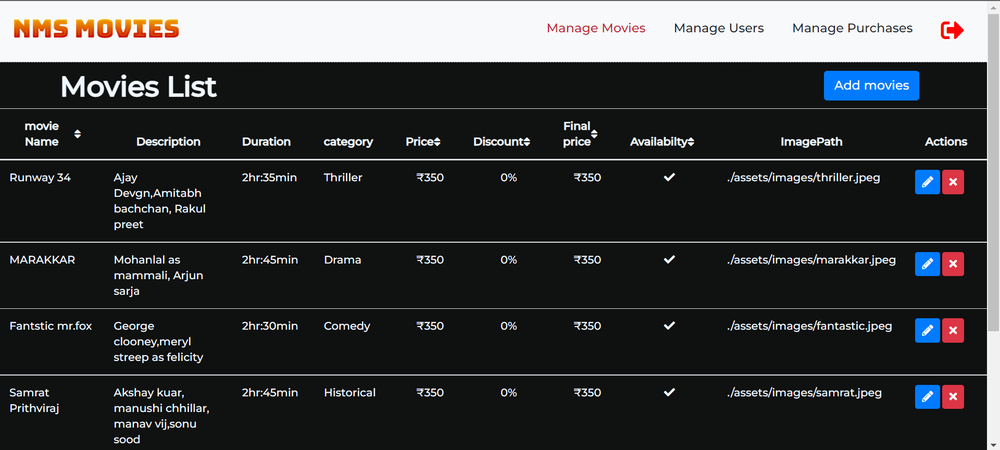 NMS MOVIES
Manage Movies Manage Users Manage Purchases
Movies List
Add movies
movie Name Description Duration category Price Discount Final price Availabilty ImagePath Actions
Runway 34 Ajay 2hr:35min Thriller ₹350 0% ₹350 ./assets/images/thriller.jpeg
Devgn,Amitabh
bachchan, Rakul
preet
MARAKKAR Mohanlal as 2hr:45min Drama ₹350 0% ₹350 ./assets/images/marakkar.jpeg
mammali, Arjun
sarja
Fantstic mr.fox George 2hr:30min Comedy ₹350 0% ₹350 ./assets/images/fantastic.jpeg
clooney,meryl
streep as felicity
Samrat Akshay kuar, 2hr:45min Historical ₹350 0% ₹350 ./assets/images/samrat.jpeg
Prithviraj manushi chhillar,
manav vij,sonu
sood